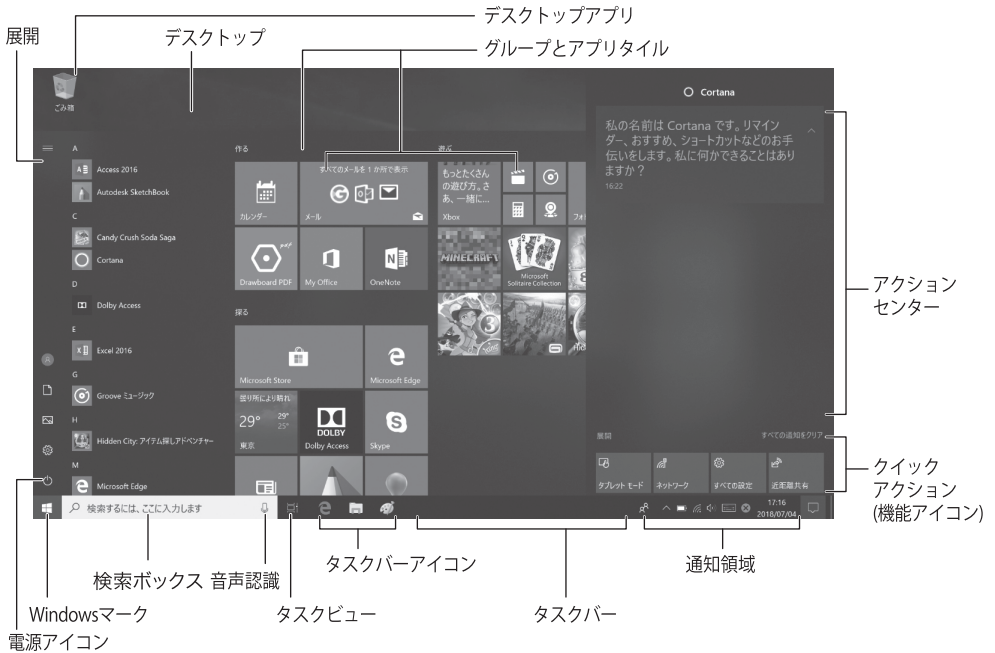 デスクトップアプリ
展開
デスクトップ
グループとアプリタイル
ごみ箱
A
Access 2016
Autodesk SketchBook
C
Candy Crush Soda Saga
Cortana
D
Dolby Access
E
Excel 2016
G
Groove ミュージック
H
Hidden City: アイテム探しアドベンチャー
M
Microsoft Edge
作る
カレンダー
すべてのメールを 1 か所で表示
メール
Drawboard PDF
My Office
OneNote
探る
Microsoft Store
Microsoft Edge
曇り所により晴れ
29°
29°
25°
東京
DOLBY
Dolby Access
Skype
遊ぶ
もっとたくさん
の遊び方。さ
あ、一緒に...
Xbox
フォ
MINECRAFT
Microsoft
Solitaire Collection
Cortana
私の名前は Cortana です。リマイン
ダー、おすすめ、ショートカットなどのお手
伝いをします。私に何かできることはあり
ますか？
16:22
アクション
センター
展開
すべての通知をクリア
タブレット モード
ネットワーク
すべての設定
近距離共有
クイック
アクション
(機能アイコン)
検索するには、ここに入力します
17:16
2018/07/04
検索ボックス
音声認識
タスクバーアイコン
通知領域
Windowsマーク
タスクビュー
タスクバー
電源アイコン